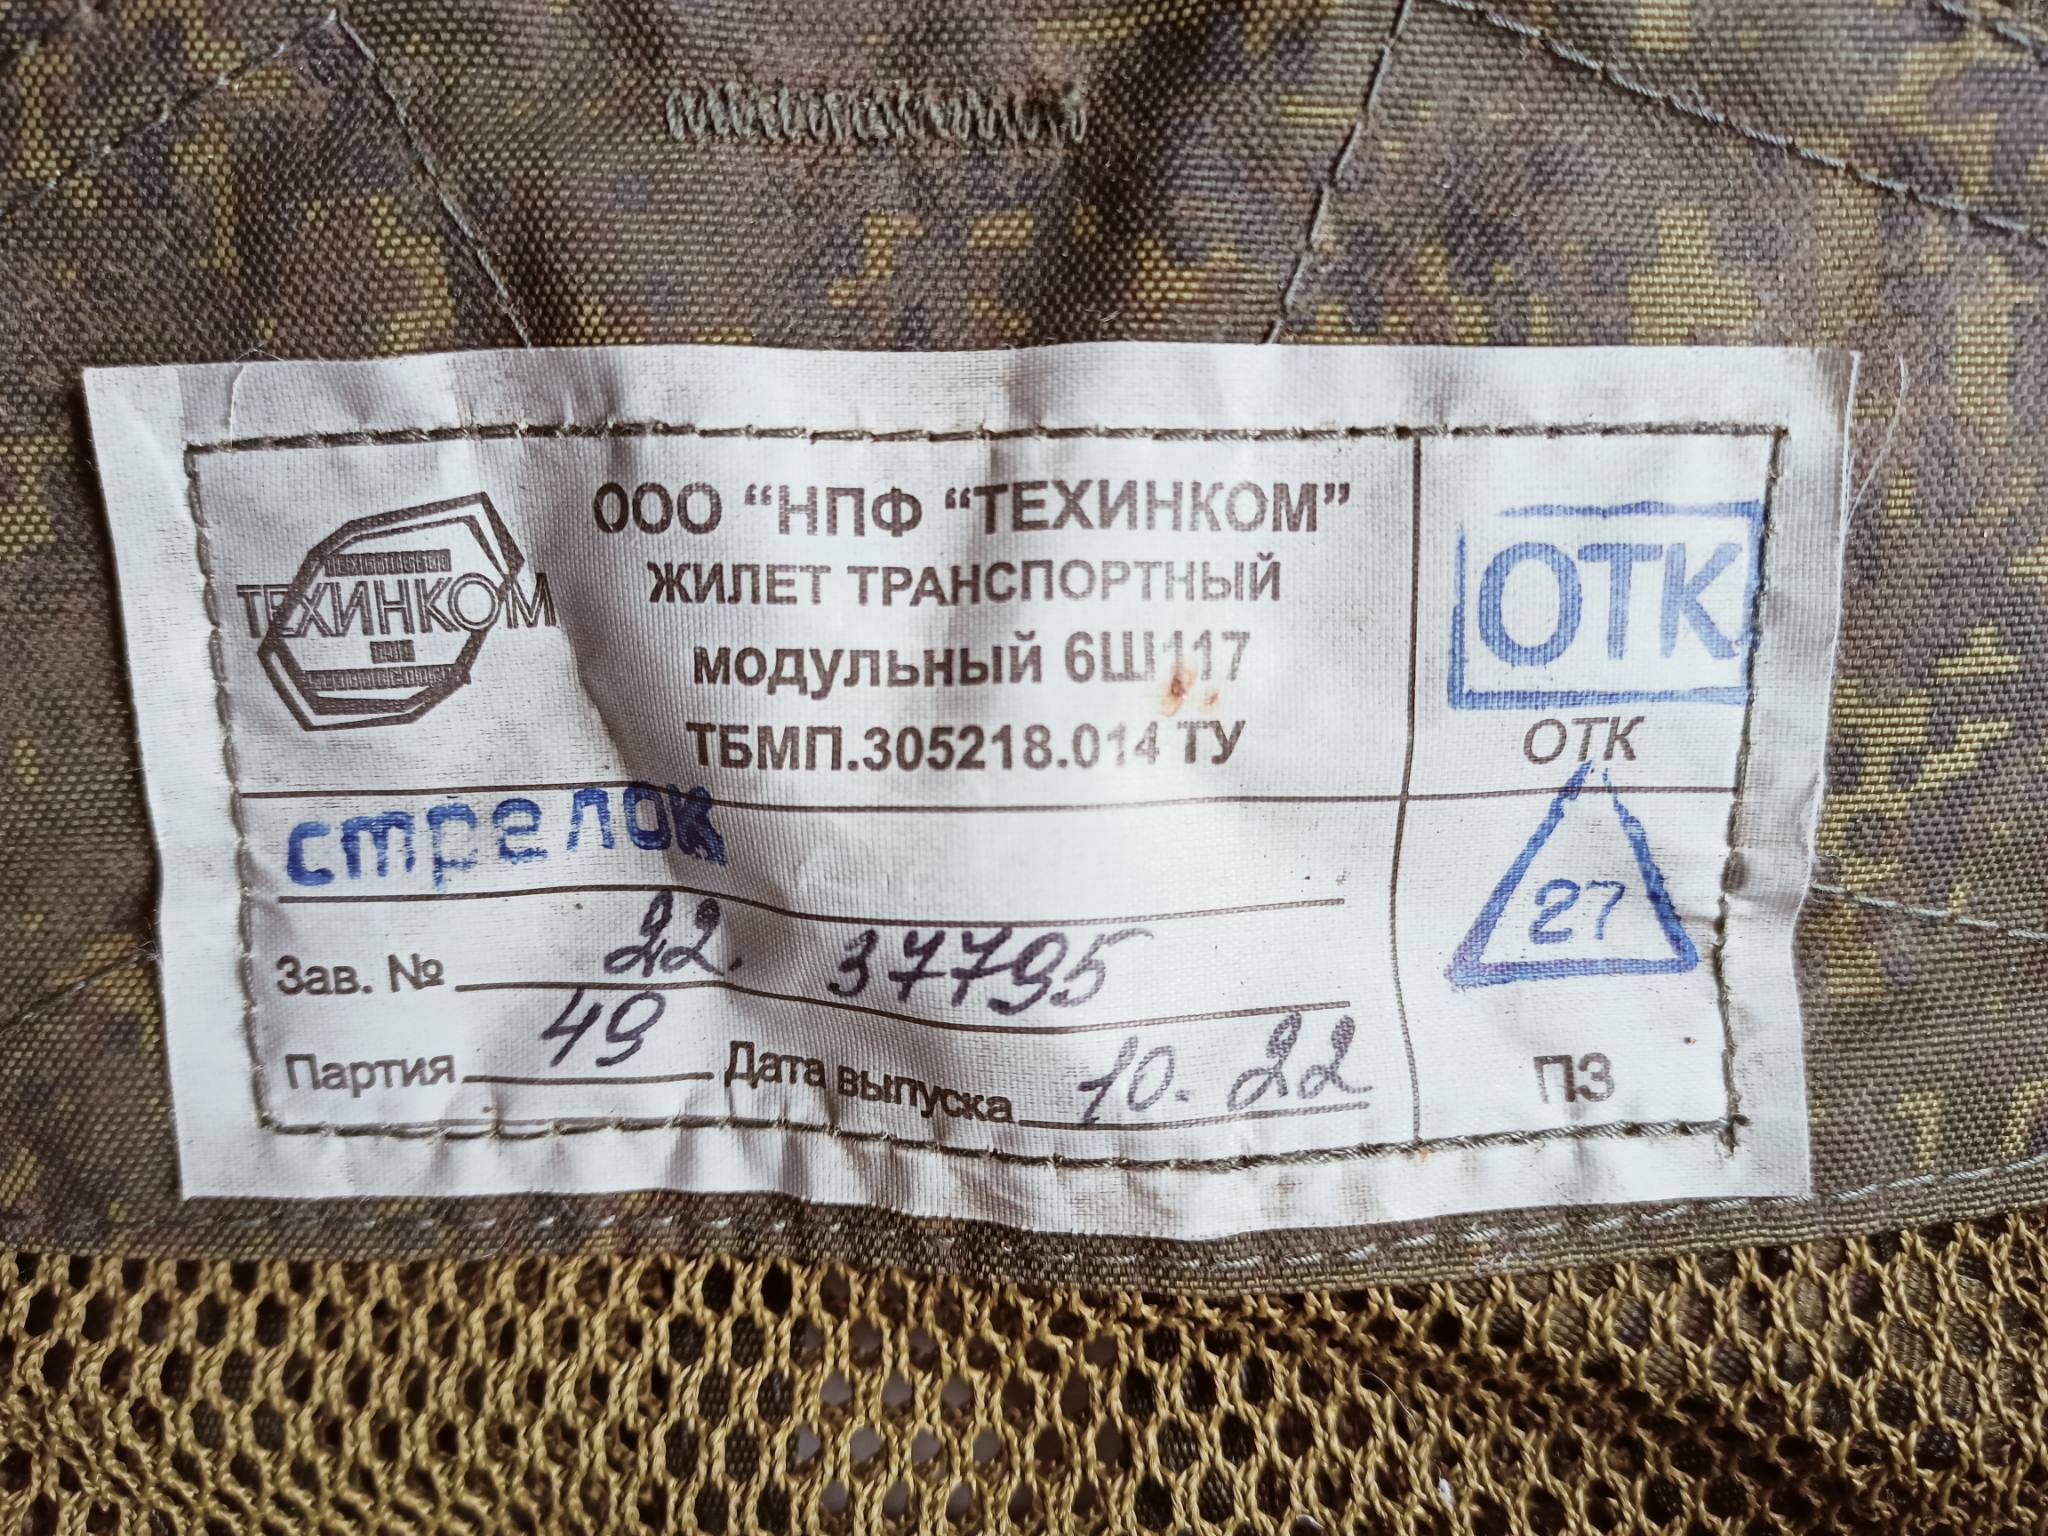 ООО “НПФ “ТЕХИНКОМ”
ЖИЛЕТ ТРАНСПОРТНЫЙ
МОДУЛЬНЫЙ 6Ш117
ТБМП.305218.014 ТУ
ТЕХИНКОМ
ОТК
ОТК
стрелок
Зав. № 22. 37795
Партия 49 Дата выпуска 10.22
27
ПЗ